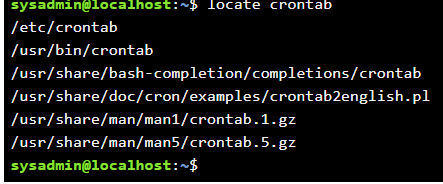 sysadmin@localhost:~$ locate crontab
/etc/crontab
/usr/bin/crontab
/usr/share/bash-completion/completions/crontab
/usr/share/doc/cron/examples/crontab2english.pl
/usr/share/man/man1/crontab.1.gz
/usr/share/man/man5/crontab.5.gz
sysadmin@localhost:~$